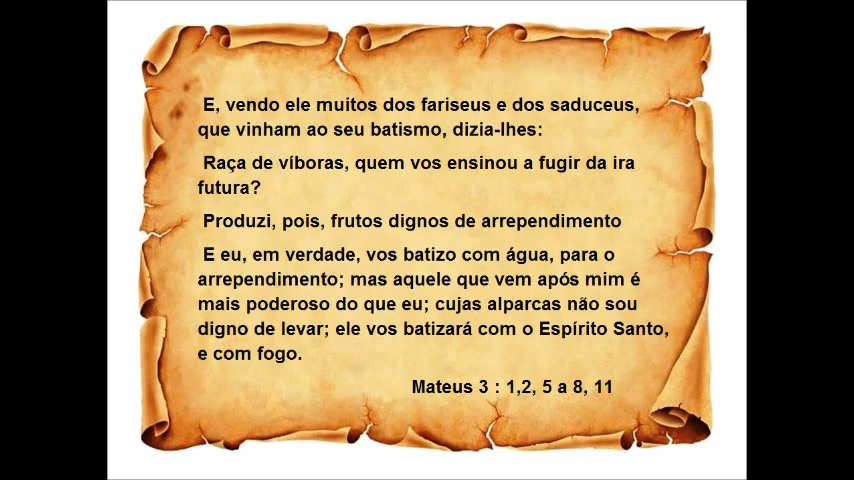 E, vendo ele muitos dos fariseus e dos saduceus,
que vinham ao seu batismo, dizia-lhes:
Raça de víboras, quem vos ensinou a fugir da ira
futura?
Produzi, pois, frutos dignos de arrependimento
E eu, em verdade, vos batizo com água, para o
arrependimento; mas aquele que vem após mim é
mais poderoso do que eu; cujas alparcas não sou
digno de levar; ele vos batizará com o Espírito Santo,
e com fogo.
Mateus 3 : 1,2, 5 a 8, 11